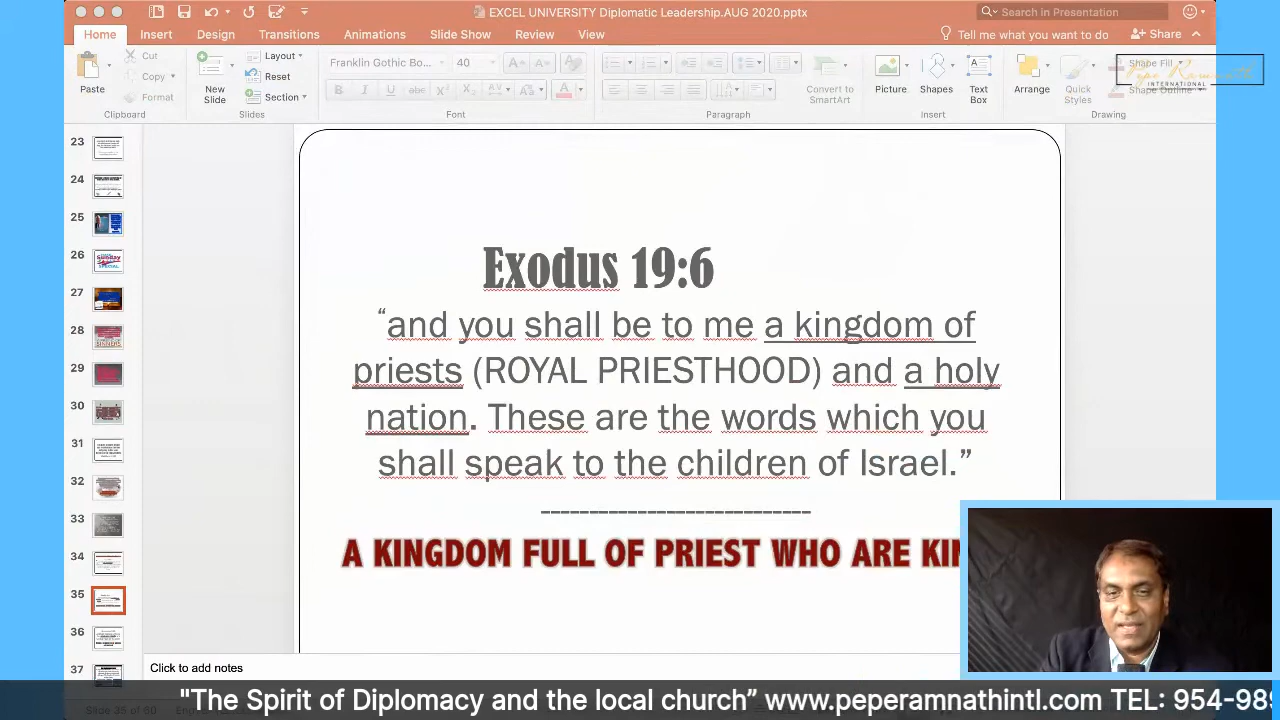 EXCEL UNIVERSITY Diplomatic Leadership.AUG 2020.pptx
Search in Presentation
Home Insert Design Transitions Animations Slide Show Review View Tell me what you want to do Share
Paste Cut Copy Format
New Slide Layout Reset Section
Franklin Gothic Bo... 40
Convert to SmartArt
Picture Shapes Text Box Arrange Quick Styles Shape Fill Shape Outline
Clipboard Slides Font Paragraph Insert Drawing
INTERNATIONAL
23
24
25
26
27
28
29
30
31
32
33
34
35
36
37
Exodus 19:6
“and you shall be to me a kingdom of
priests (ROYAL PRIESTHOOD) and a holy
nation. These are the words which you
shall speak to the children of Israel.”
A KINGDOM FULL OF PRIEST WHO ARE
Click to add notes
"The Spirit of Diplomacy and the local church” www.peperamnathintl.com TEL: 954-989
Slide 35 of 60